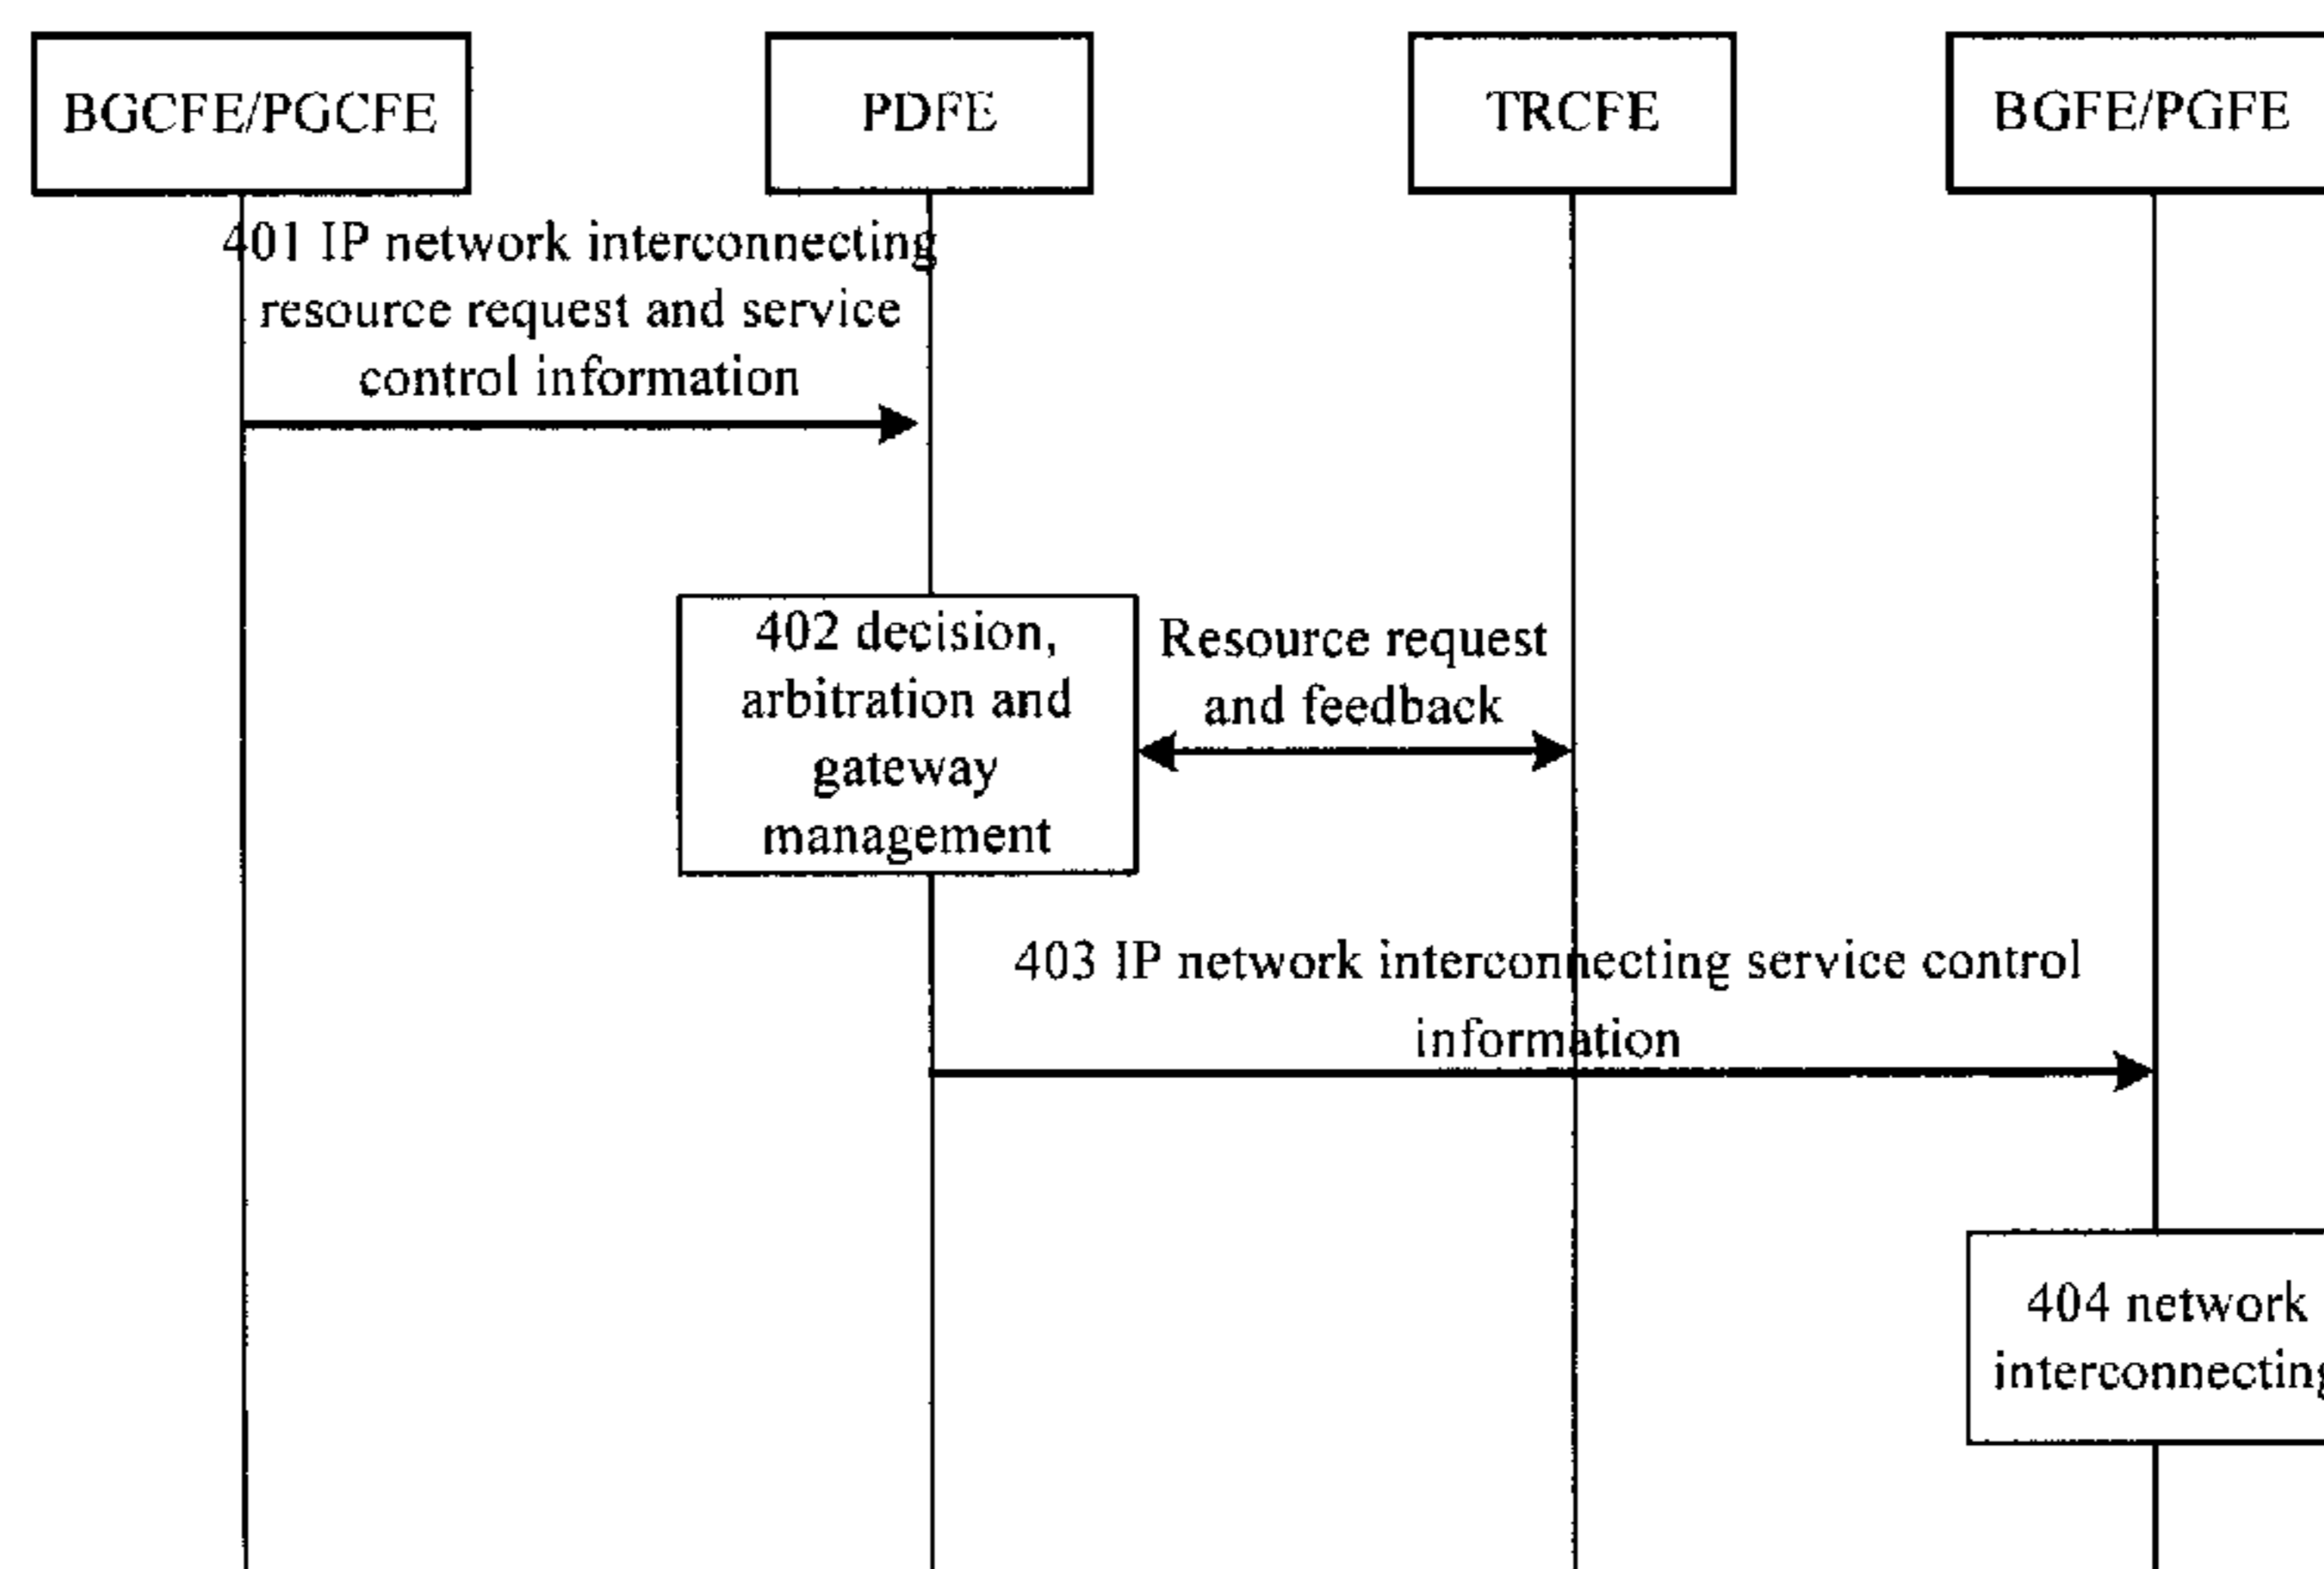 BGCFE/PGCFE
PDFE
TRCFE
BGFE/PGFE
401 IP network interconnecting
resource request and service
control information
402 decision,
arbitration and
gateway
management
Resource request
and feedback
403 IP network interconnecting service control
information
404 network
interconnecting